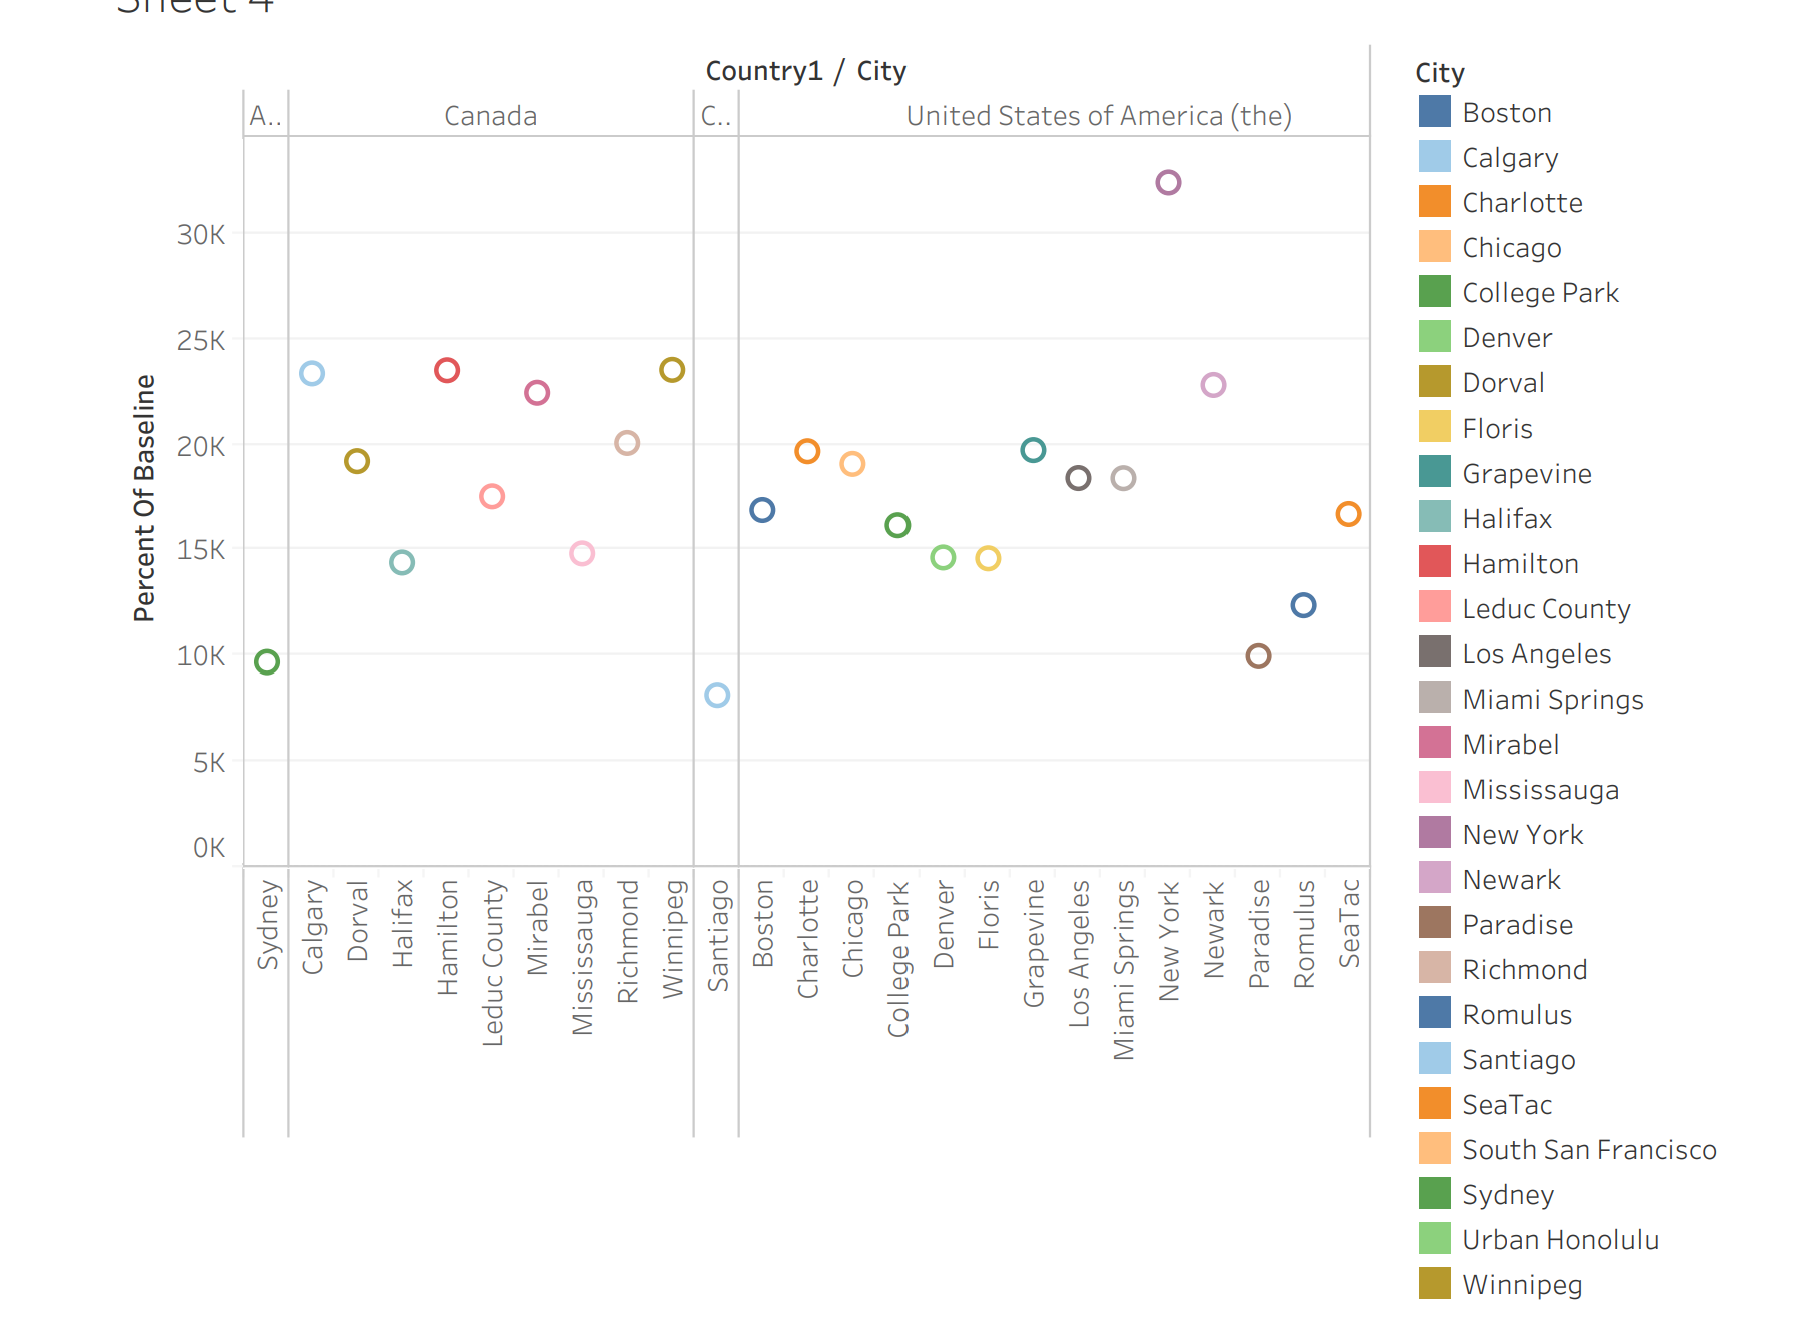 Sheet 4
Country1 / City
A..
Canada
C..
United States of America (the)
Percent Of Baseline
30K
25K
20K
15K
10K
5K
0K
Sydney
Calgary
Dorval
Halifax
Hamilton
Leduc County
Mirabel
Mississauga
Richmond
Winnipeg
Santiago
Boston
Charlotte
Chicago
College Park
Denver
Floris
Grapevine
Los Angeles
Miami Springs
New York
Newark
Paradise
Romulus
SeaTac
City
Boston
Calgary
Charlotte
Chicago
College Park
Denver
Dorval
Floris
Grapevine
Halifax
Hamilton
Leduc County
Los Angeles
Miami Springs
Mirabel
Mississauga
New York
Newark
Paradise
Richmond
Romulus
Santiago
SeaTac
South San Francisco
Sydney
Urban Honolulu
Winnipeg